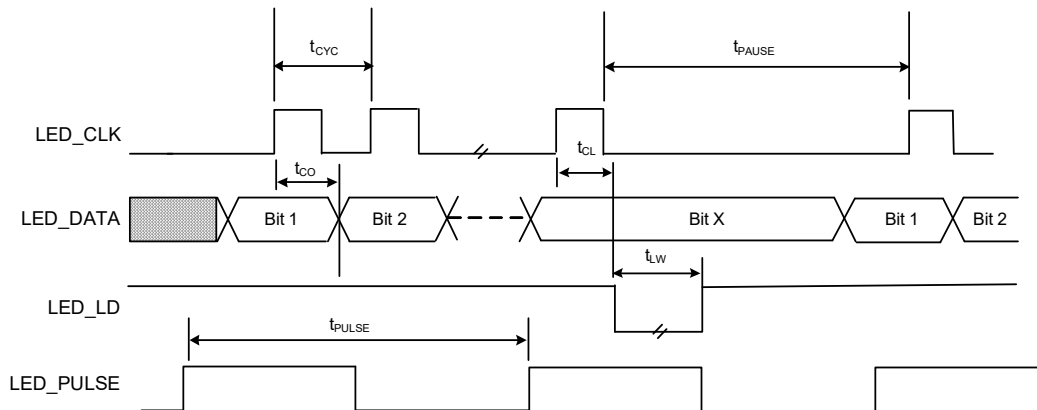 tCYC
tPAUSE
LED_CLK
tCL
tCO
LED_DATA
Bit 1
Bit 2
Bit X
Bit 1
Bit 2
tLW
LED_LD
tPULSE
LED_PULSE